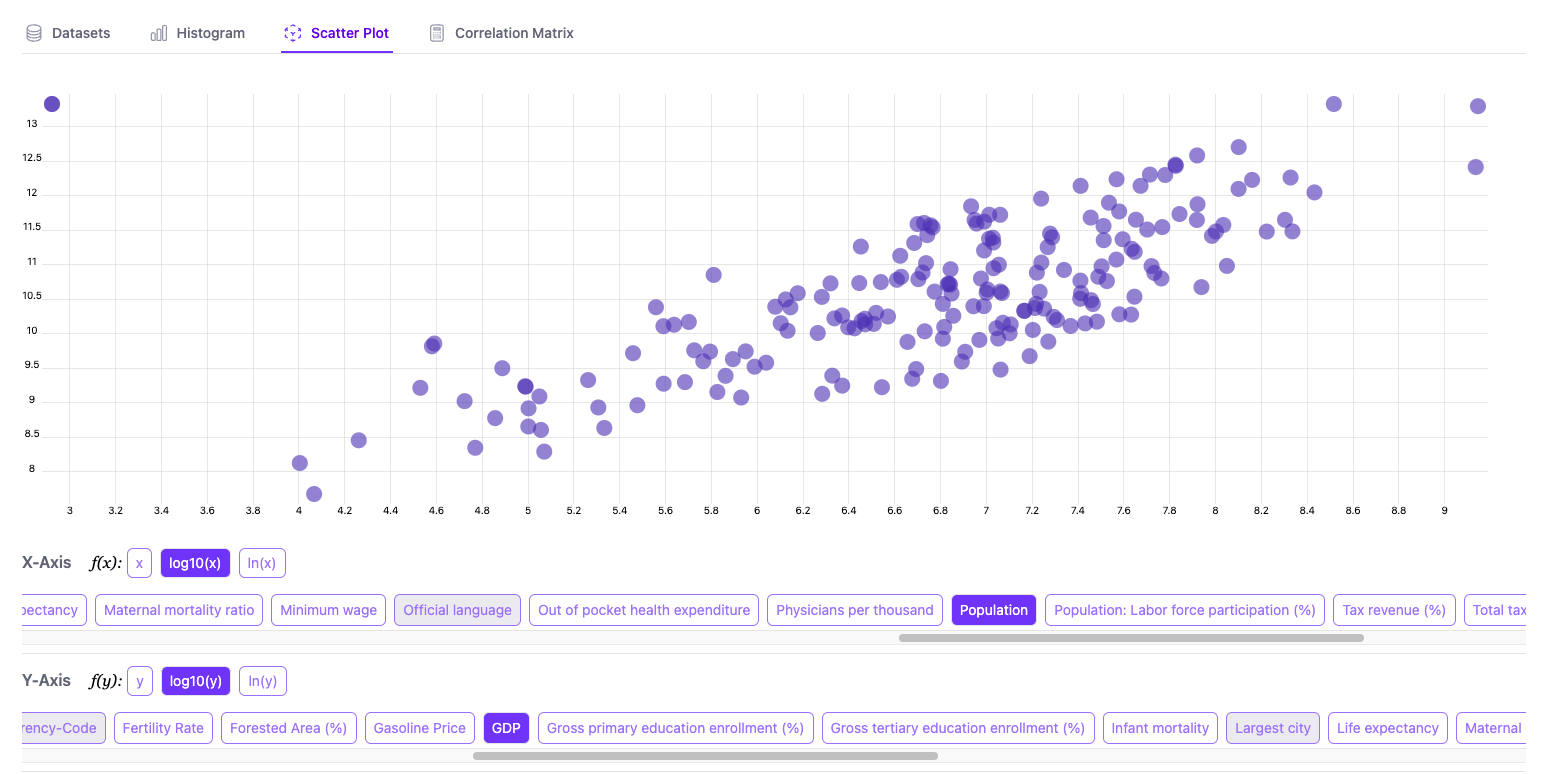 Datasets Histogram Scatter Plot Correlation Matrix
13
12.5
12
11.5
11
10.5
10
9.5
9
8.5
8
3 3.2 3.4 3.6 3.8 4 4.2 4.4 4.6 4.8 5 5.2 5.4 5.6 5.8 6 6.2 6.4 6.6 6.8 7 7.2 7.4 7.6 7.8 8 8.2 8.4 8.6 8.8 9
X-Axis f(x): x log10(x) ln(x)
pectancy Maternal mortality ratio Minimum wage Official language Out of pocket health expenditure Physicians per thousand Population Population: Labor force participation (%) Tax revenue (%) Total tax
Y-Axis f(y): y log10(y) ln(y)
rency-Code Fertility Rate Forested Area (%) Gasoline Price GDP Gross primary education enrollment (%) Gross tertiary education enrollment (%) Infant mortality Largest city Life expectancy Maternal